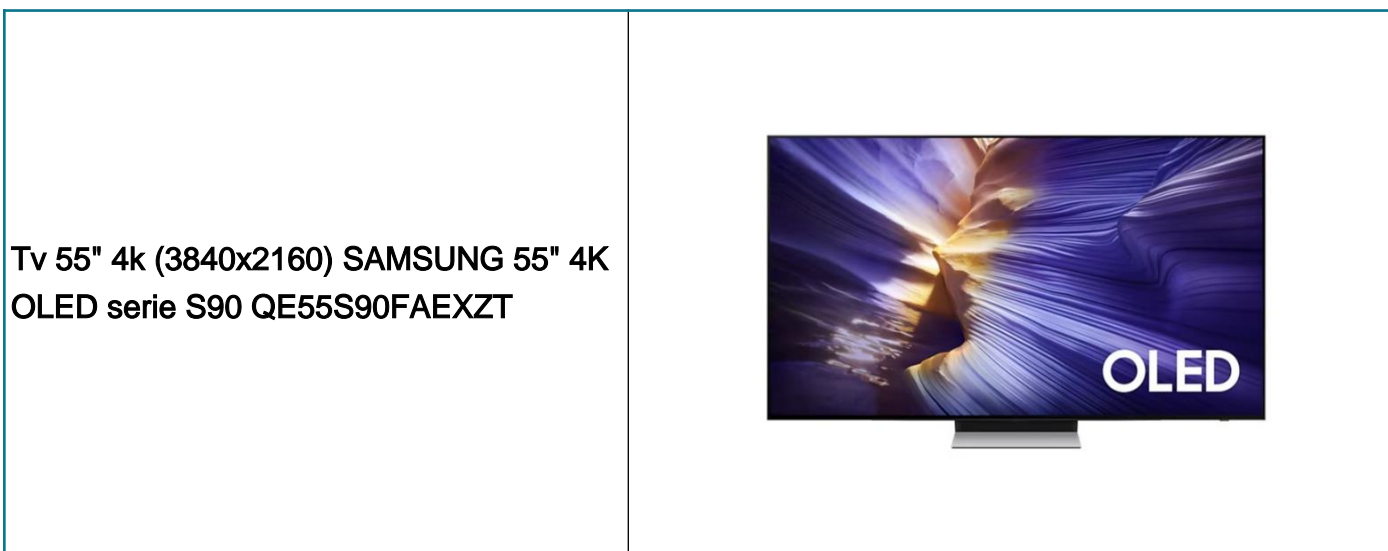 Tv 55" 4k (3840x2160) SAMSUNG 55" 4K
OLED serie S90 QE55S90FAEXZT
OLED